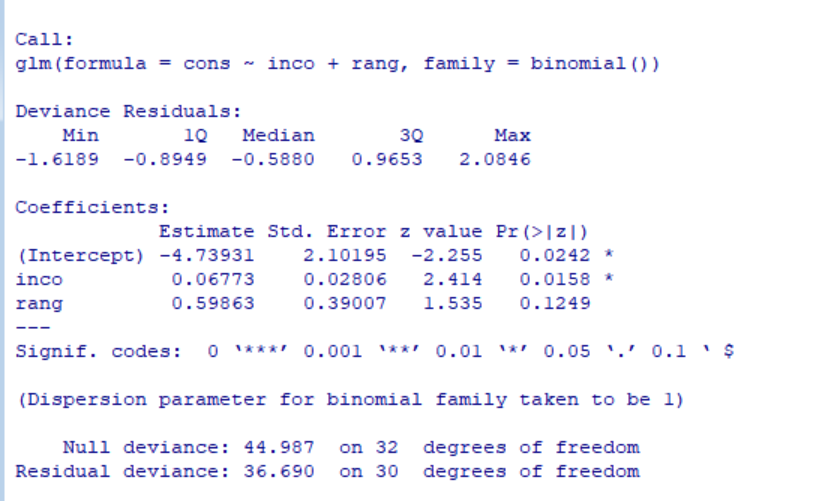 Call:
glm(formula = cons ~ inco + rang, family = binomial())
Deviance Residuals:
Min 1Q Median 3Q Max
-1.6189 -0.8949 -0.5880 0.9653 2.0846
Coefficients:
Estimate Std. Error z value Pr(>|z|)
(Intercept) -4.73931 2.10195 -2.255 0.0242 *
inco 0.06773 0.02806 2.414 0.0158 *
rang 0.59863 0.39007 1.535 0.1249
---
Signif. codes: 0 ‘***’ 0.001 ‘**’ 0.01 ‘*’ 0.05 ‘.’ 0.1 ‘ $
(Dispersion parameter for binomial family taken to be 1)
Null deviance: 44.987 on 32 degrees of freedom
Residual deviance: 36.690 on 30 degrees of freedom